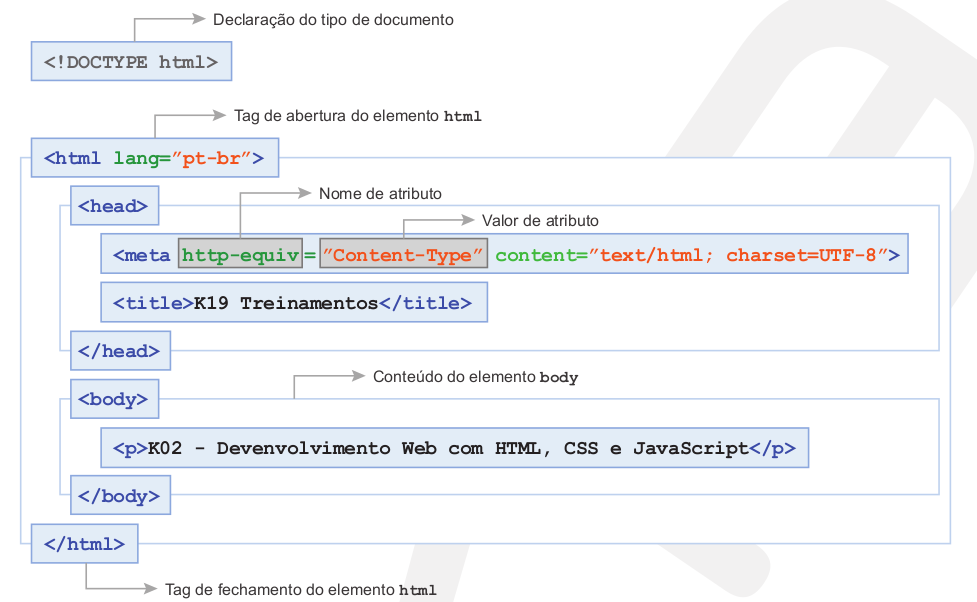 Declaração do tipo de documento
<!DOCTYPE html>
Tag de abertura do elemento html
<html lang="pt-br">
<head>
Nome de atributo
Valor de atributo
<meta http-equiv="Content-Type" content="text/html; charset=UTF-8">
<title>K19 Treinamentos</title>
</head>
Conteúdo do elemento body
<body>
<p>K02 - Devenvolvimento Web com HTML, CSS e JavaScript</p>
</body>
</html>
Tag de fechamento do elemento html